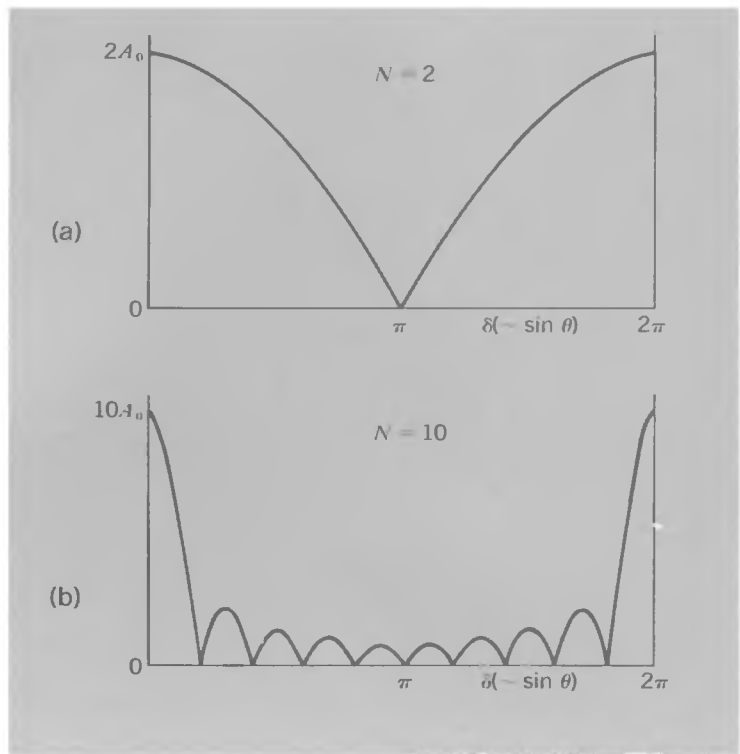 2A₀
N = 2
(a)
0
π
δ(~ sin θ)
2π
10A₀
N = 10
(b)
0
π
δ(~ sin θ)
2π